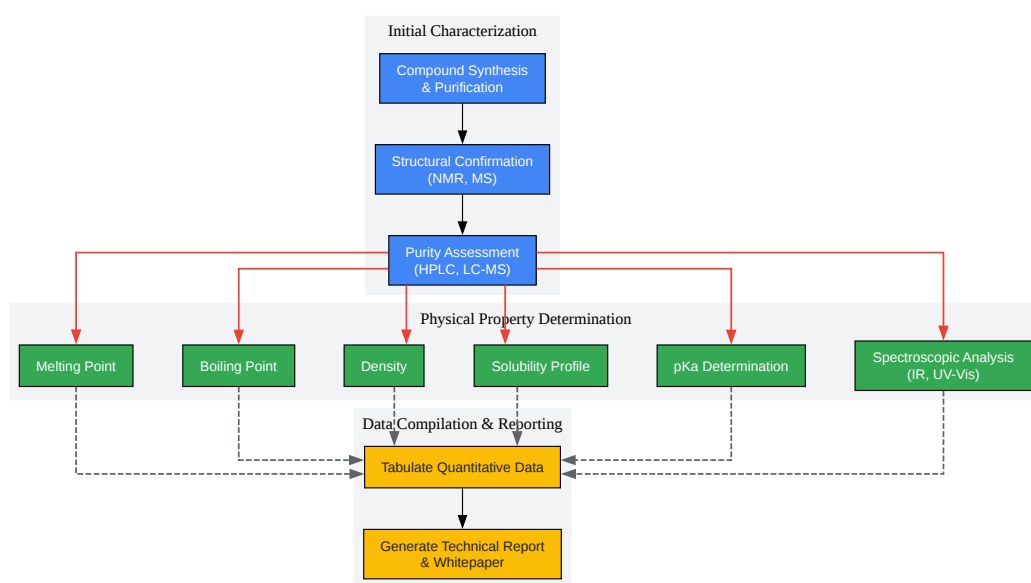 Initial Characterization
Compound Synthesis
& Purification
Structural Confirmation
(NMR, MS)
Purity Assessment
(HPLC, LC-MS)
Physical Property Determination
Melting Point
Boiling Point
Density
Solubility Profile
pKa Determination
Spectroscopic Analysis
(IR, UV-Vis)
Data Compilation & Reporting
Tabulate Quantitative Data
Generate Technical Report
& Whitepaper